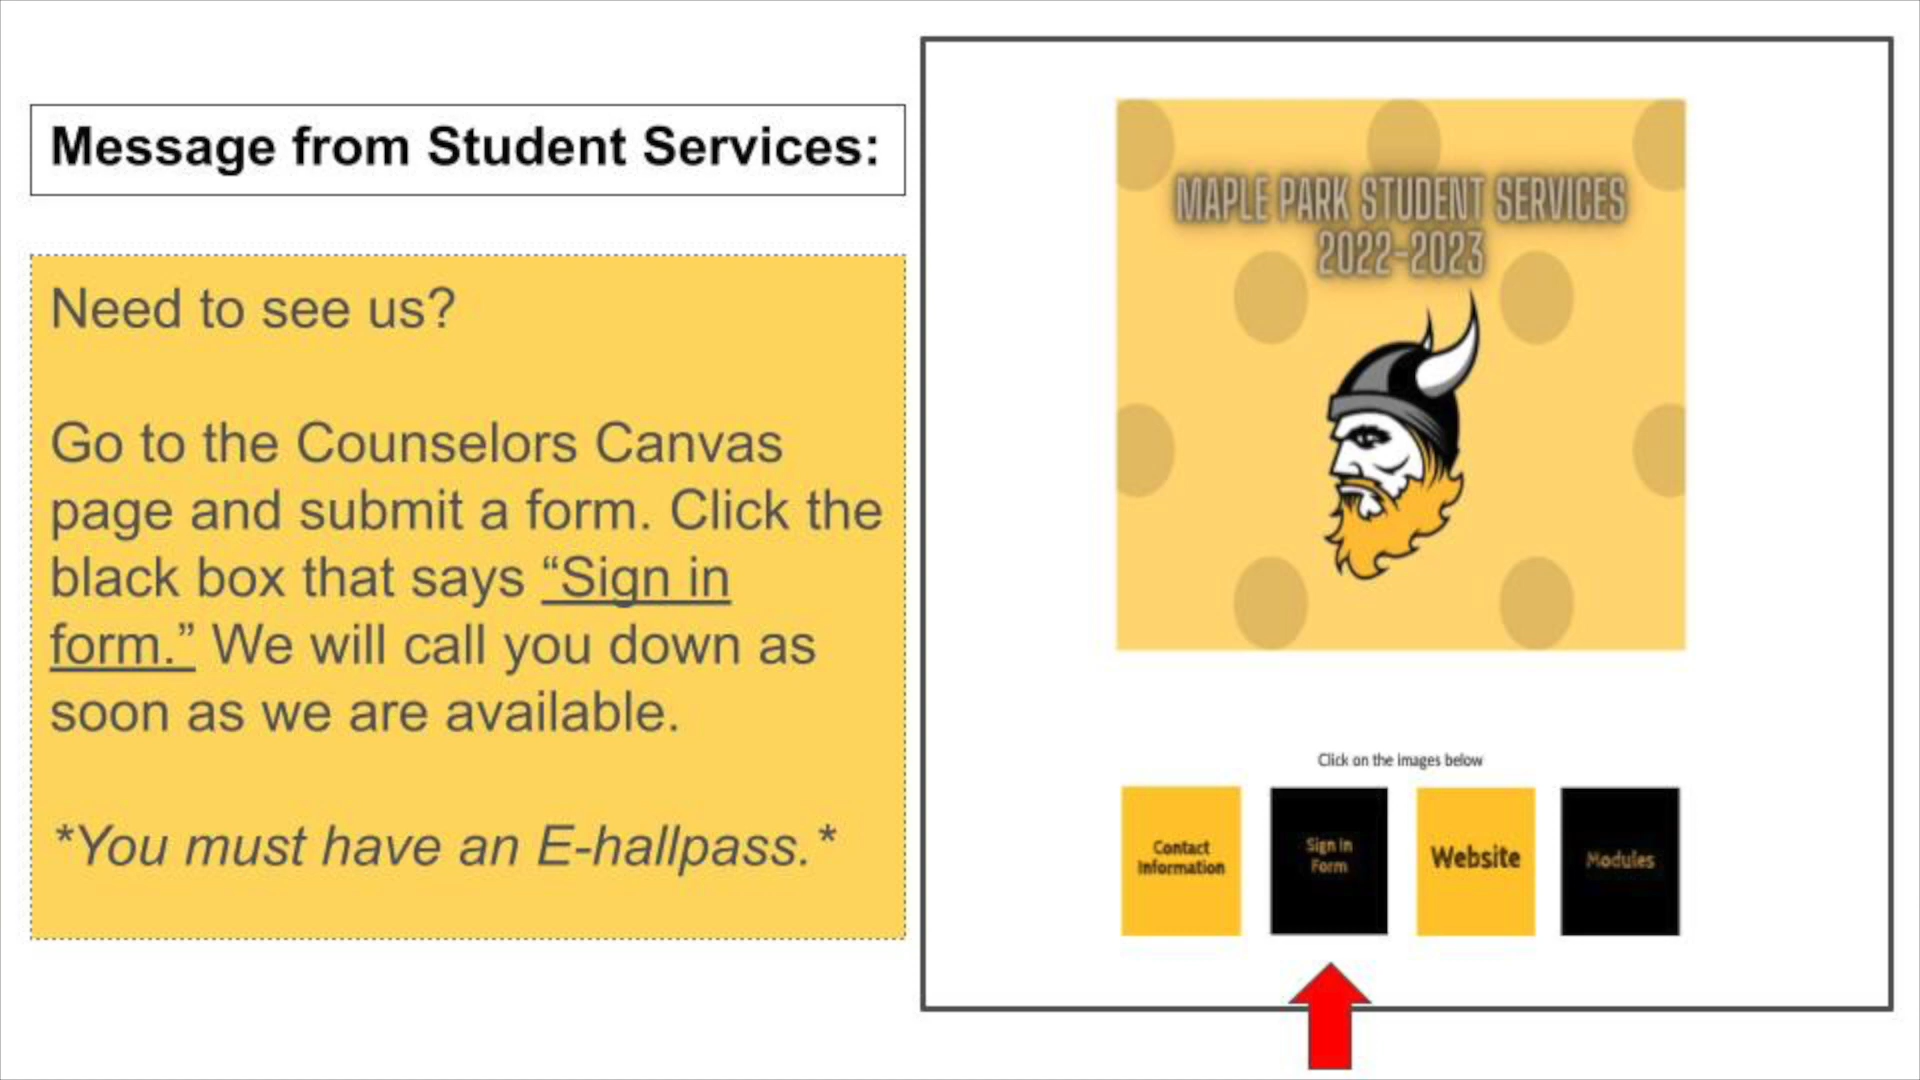 Message from Student Services:
Need to see us?
Go to the Counselors Canvas
page and submit a form. Click the
black box that says “Sign in
form.” We will call you down as
soon as we are available.
*You must have an E-hallpass.*
MAPLE PARK STUDENT SERVICES
2022-2023
Click on the images below
Contact
Information
Sign In
Form
Website
Modules